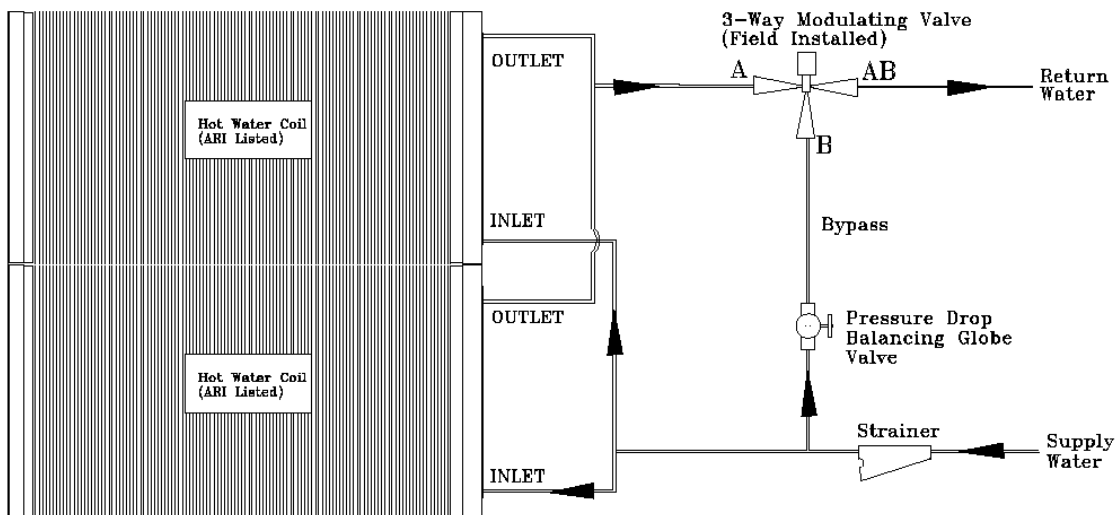 3-Way Modulating Valve
(Field Installed)
OUTLET
A
AB
Return
Water
Hot Water Coil
(ARI Listed)
B
INLET
Bypass
OUTLET
Pressure Drop
Balancing Globe
Valve
Hot Water Coil
(ARI Listed)
Strainer
Supply
Water
INLET